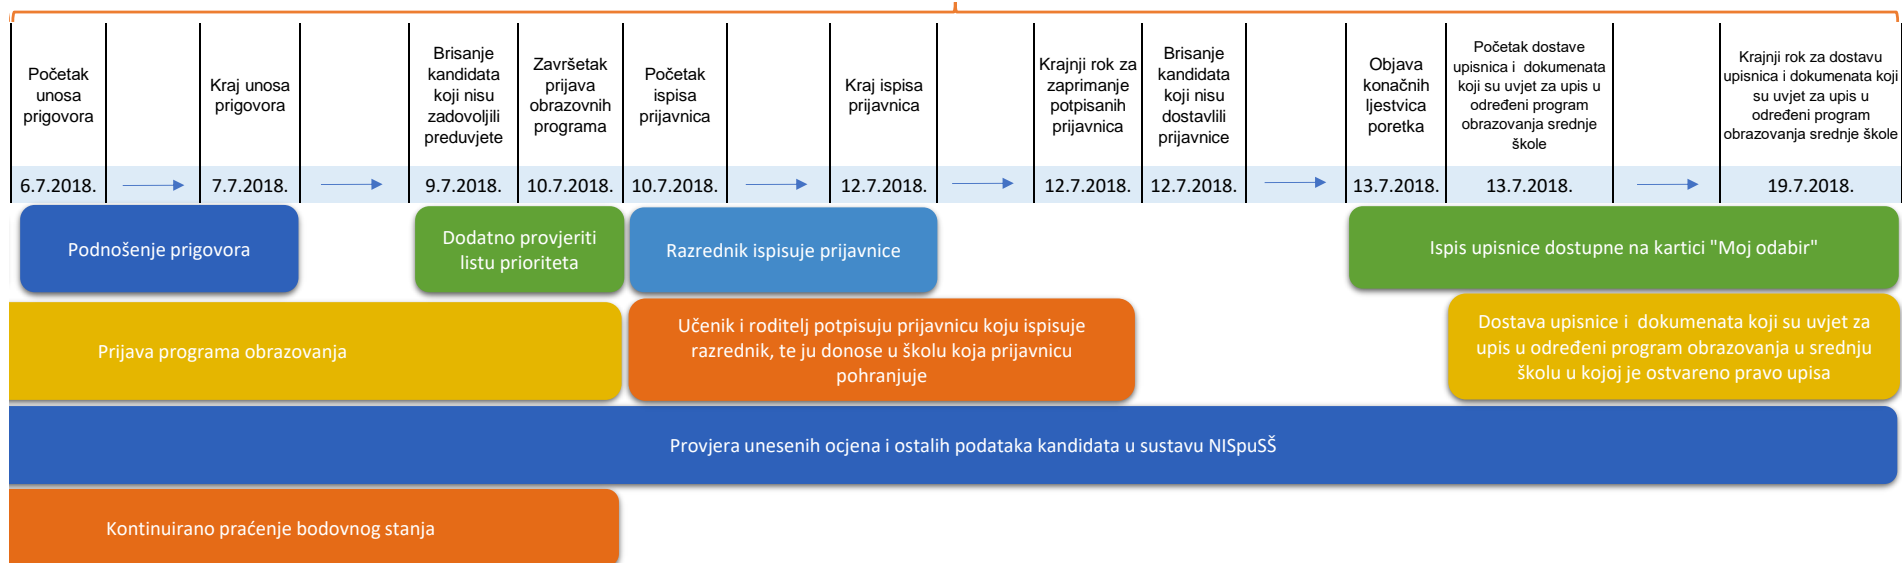 Početak
unosa
prigovora
Kraj unosa
prigovora
Brisanje
kandidata
koji nisu
zadovoljili
preduvjete
Završetak
prijava
obrazovnih
programa
Početak
ispisa
prijavnica
Kraj ispisa
prijavnica
Krajnji rok za
zaprimanje
potpisanih
prijavnica
Brisanje
kandidata
koji nisu
dostavlili
prijavnice
Objava
konačnih
ljestvica
poretka
Početak dostave
upisnica i dokumenata
koji su uvjet za upis u
određeni program
obrazovanja srednje
škole
Krajnji rok za dostavu
upisnica i dokumenata koji
su uvjet za upis u
određeni program
obrazovanja srednje škole
6.7.2018.
7.7.2018.
9.7.2018.
10.7.2018.
10.7.2018.
12.7.2018.
12.7.2018.
12.7.2018.
13.7.2018.
13.7.2018.
19.7.2018.
Podnošenje prigovora
Dodatno provjeriti
listu prioriteta
Razrednik ispisuje prijavnice
Ispis upisnice dostupne na kartici "Moj odabir"
Prijava programa obrazovanja
Učenik i roditelj potpisuju prijavnicu koju ispisuje
razrednik, te ju donose u školu koja prijavnicu
pohranjuje
Dostava upisnice i dokumenata koji su uvjet za
upis u određeni program obrazovanja u srednju
školu u kojoj je ostvareno pravo upisa
Provjera unesenih ocjena i ostalih podataka kandidata u sustavu NISpuSŠ
Kontinuirano praćenje bodovnog stanja